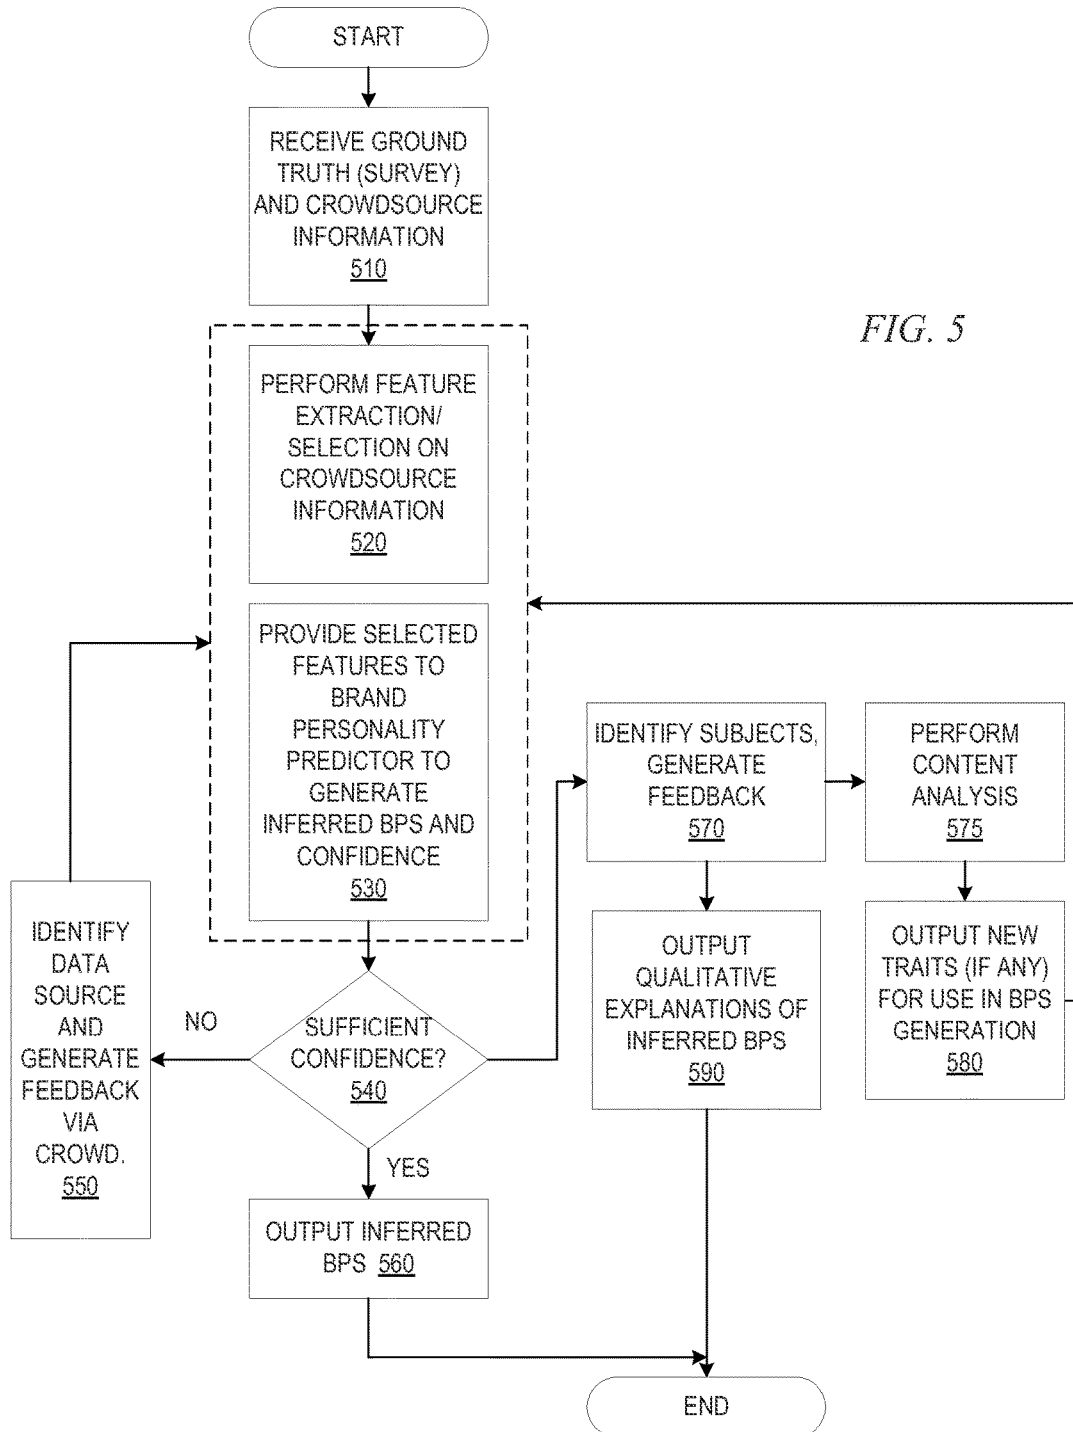 START
RECEIVE GROUND
TRUTH (SURVEY)
AND CROWDSOURCE
INFORMATION
510
FIG. 5
PERFORM FEATURE
EXTRACTION/
SELECTION ON
CROWDSOURCE
INFORMATION
520
PROVIDE SELECTED
FEATURES TO
BRAND
PERSONALITY
PREDICTOR TO
GENERATE
INFERRED BPS AND
CONFIDENCE
530
SUFFICIENT
CONFIDENCE?
540
NO
IDENTIFY
DATA
SOURCE
AND
GENERATE
FEEDBACK
VIA
CROWD.
550
YES
OUTPUT INFERRED
BPS 560
IDENTIFY SUBJECTS,
GENERATE
FEEDBACK
570
PERFORM
CONTENT
ANALYSIS
575
OUTPUT
QUALITATIVE
EXPLANATIONS OF
INFERRED BPS
590
OUTPUT NEW
TRAITS (IF ANY)
FOR USE IN BPS
GENERATION
580
END